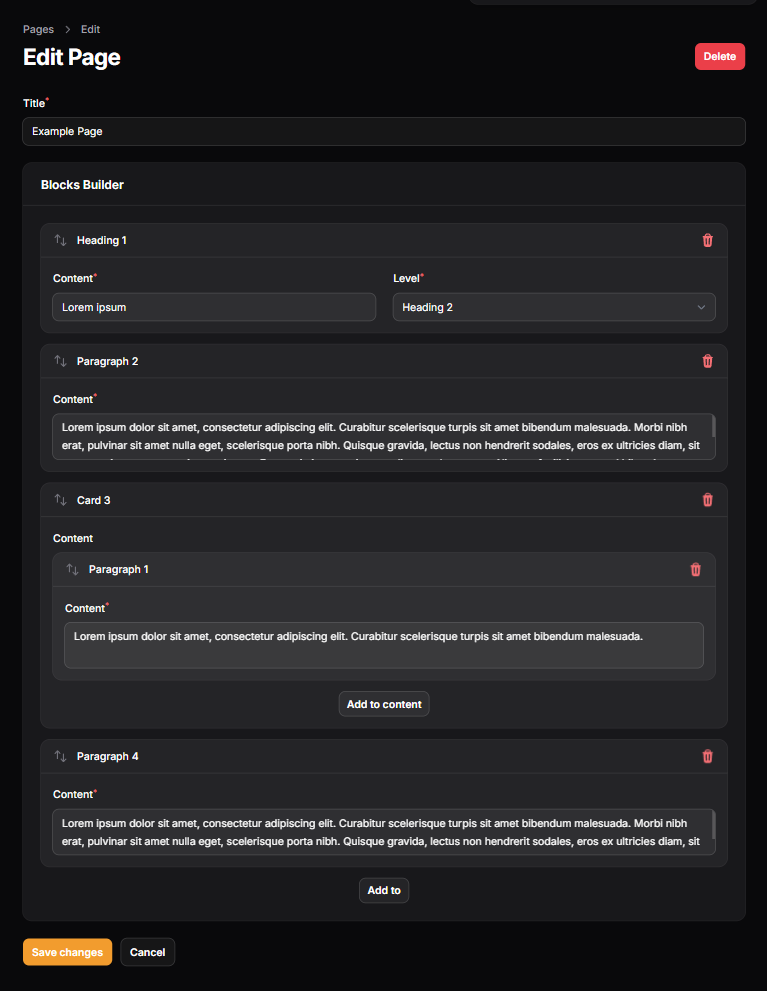 Pages > Edit
Edit Page
Delete
Title*
Example Page
Blocks Builder
Heading 1
Content*
Level*
Lorem ipsum
Heading 2
Paragraph 2
Content*
Lorem ipsum dolor sit amet, consectetur adipiscing elit. Curabitur scelerisque turpis sit amet bibendum malesuada. Morbi nibh
erat, pulvinar sit amet nulla eget, scelerisque porta nibh. Quisque gravida, lectus non hendrerit sodales, eros ex ultricies diam, sit
Card 3
Content
Paragraph 1
Content*
Lorem ipsum dolor sit amet, consectetur adipiscing elit. Curabitur scelerisque turpis sit amet bibendum malesuada.
Add to content
Paragraph 4
Content*
Lorem ipsum dolor sit amet, consectetur adipiscing elit. Curabitur scelerisque turpis sit amet bibendum malesuada. Morbi nibh
erat, pulvinar sit amet nulla eget, scelerisque porta nibh. Quisque gravida, lectus non hendrerit sodales, eros ex ultricies diam, sit
Add to
Save changes
Cancel